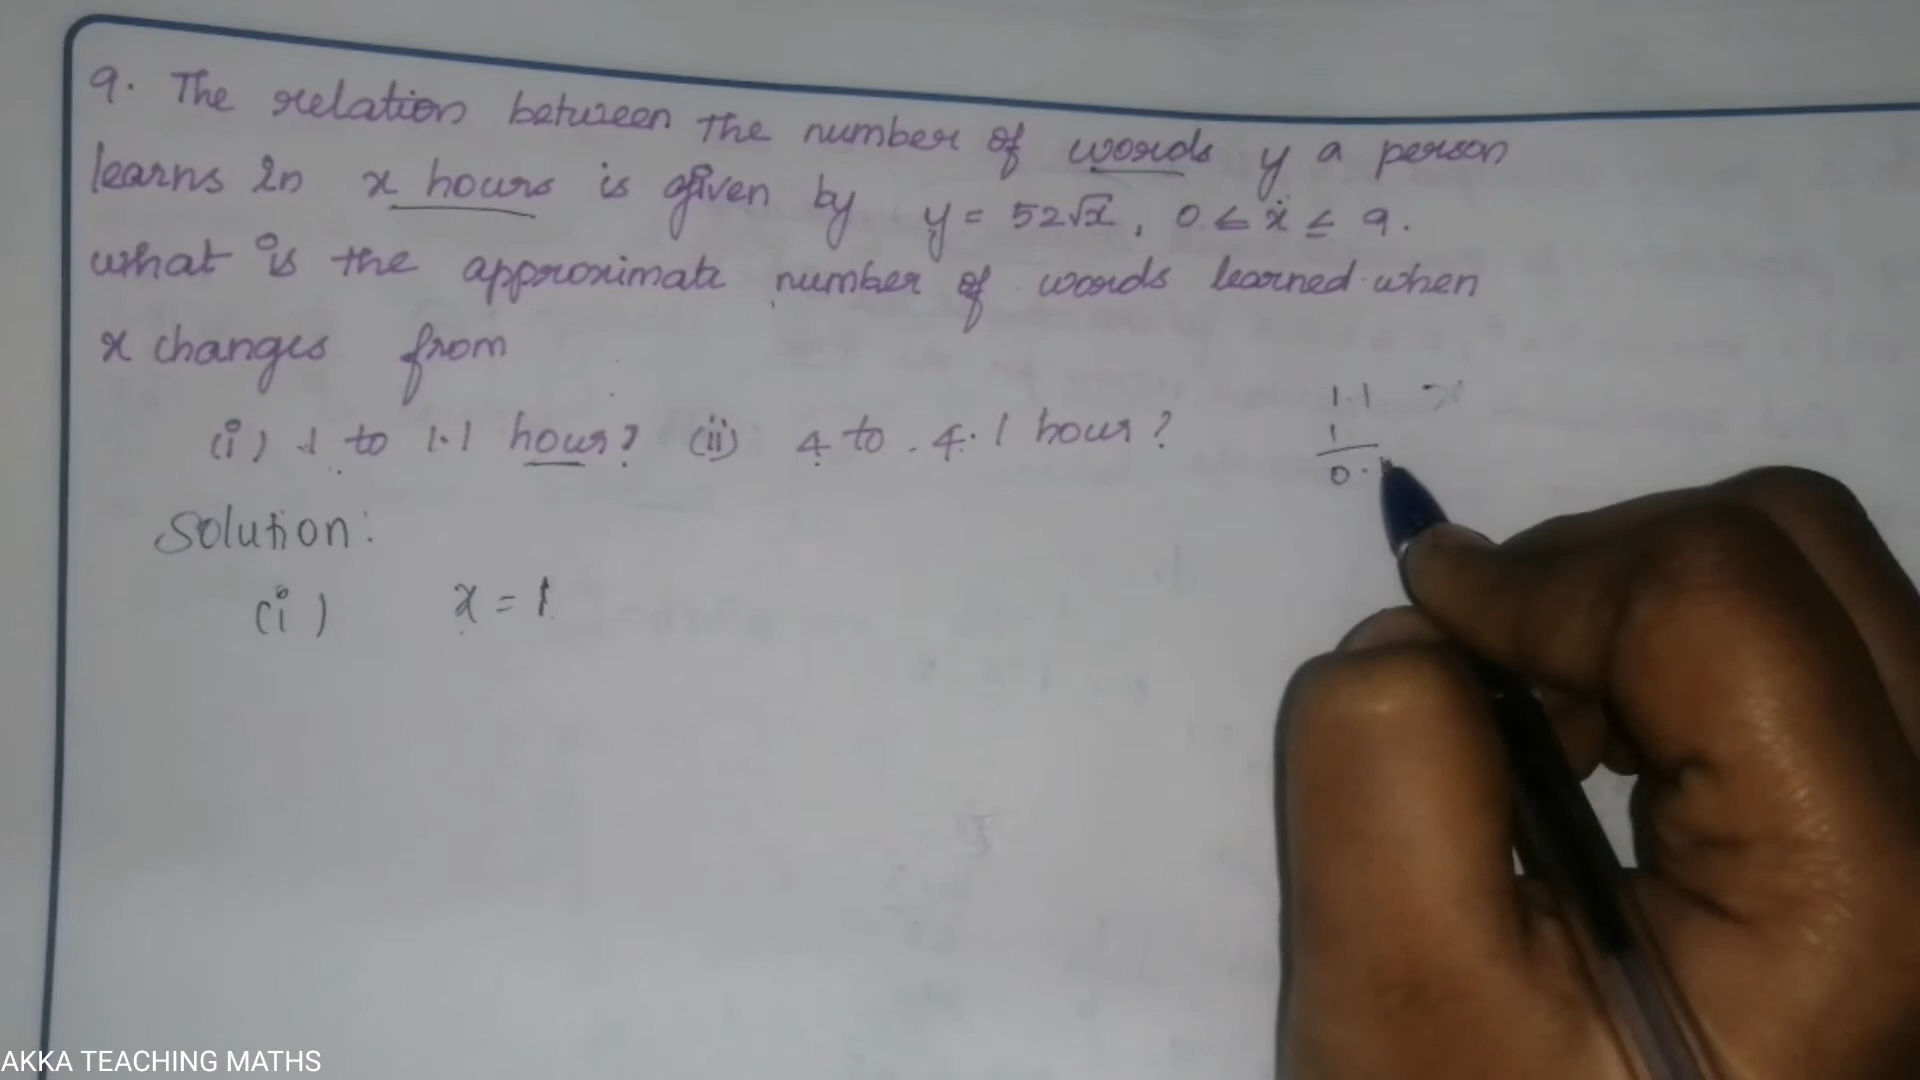 9. The relation between the number of words y a person
learns in x hours is given by y = 52√x, 0 ≤ x ≤ 9.
what is the approximate number of words learned when
x changes from
(i) 1 to 1.1 hour? (ii) 4 to 4.1 hour?
1.1
1
0.
Solution:
(i) x = 1
AKKA TEACHING MATHS